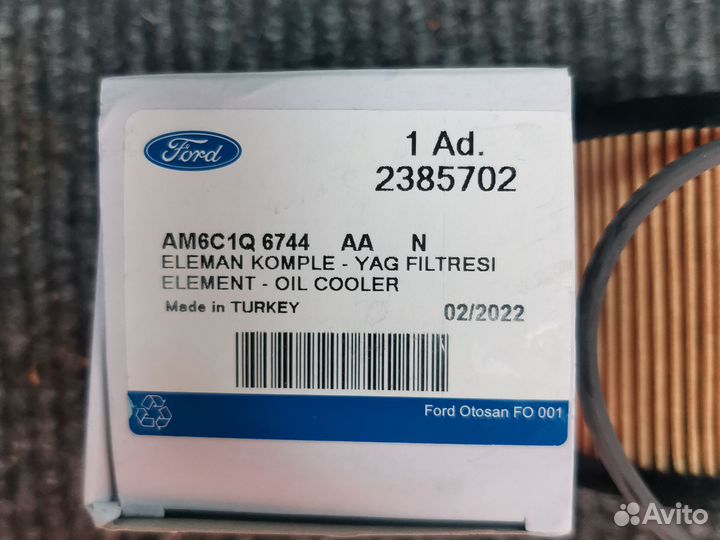 Ford
1 Ad.
2385702
AM6C1Q 6744 AA N
ELEMAN KOMPLE - YAG FILTRESI
ELEMENT - OIL COOLER
Made in TURKEY 02/2022
Ford Otosan FO 001
Avito